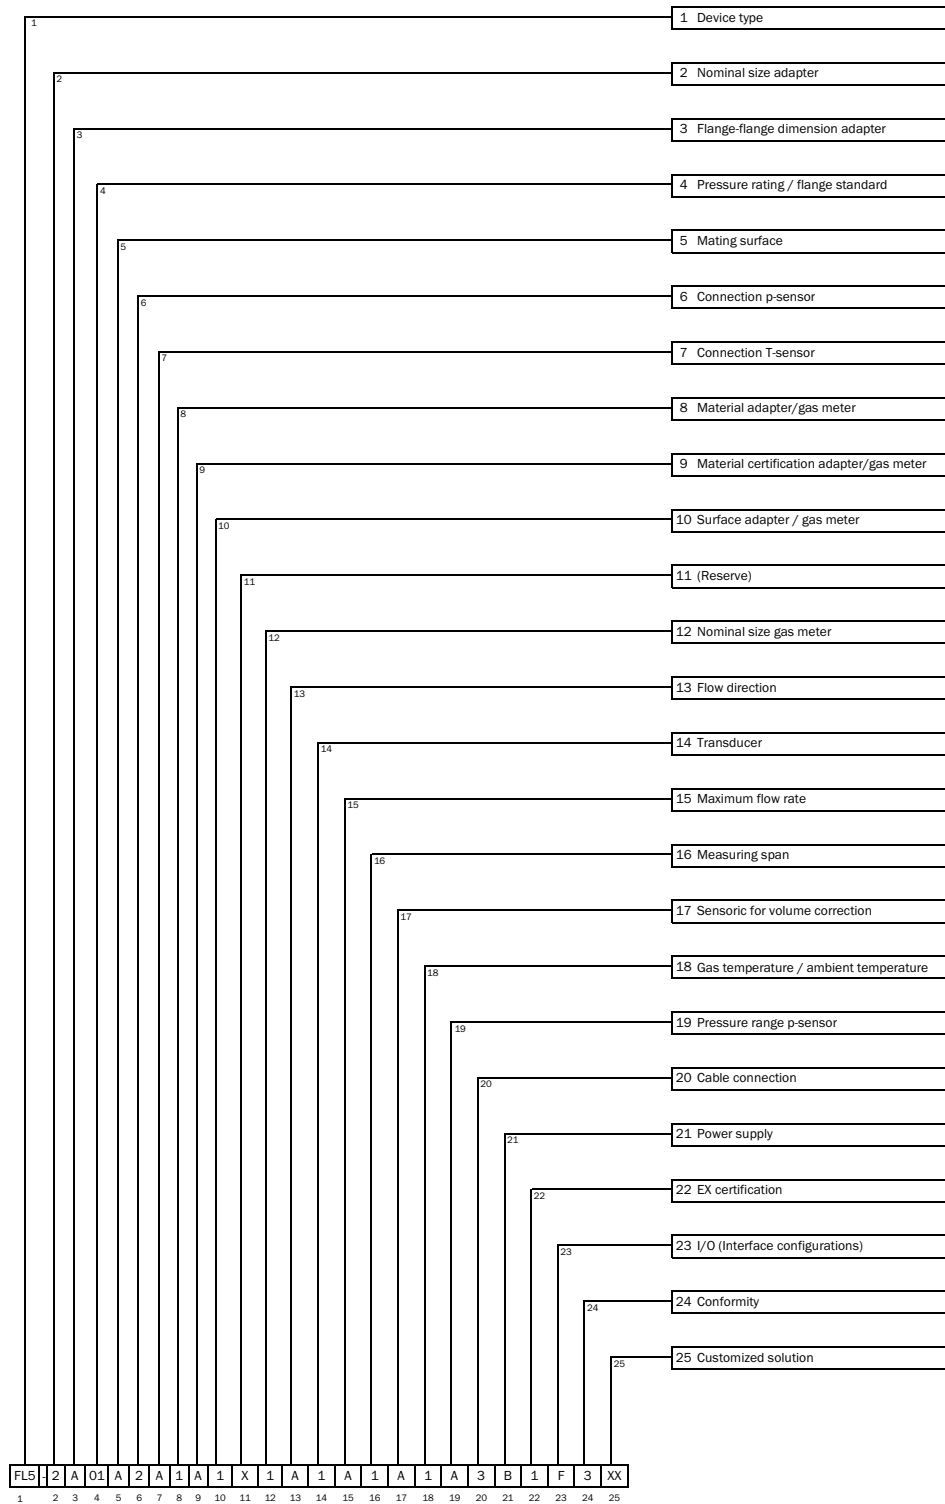 1 Device type
1
2 Nominal size adapter
2
3 Flange-flange dimension adapter
3
4 Pressure rating / flange standard
4
5 Mating surface
5
6 Connection p-sensor
6
7 Connection T-sensor
7
8 Material adapter/gas meter
8
9 Material certification adapter/gas meter
9
10 Surface adapter / gas meter
10
11 (Reserve)
11
12 Nominal size gas meter
12
13 Flow direction
13
14 Transducer
14
15 Maximum flow rate
15
16 Measuring span
16
17 Sensoric for volume correction
17
18 Gas temperature / ambient temperature
18
19 Pressure range p-sensor
19
20 Cable connection
20
21 Power supply
21
22 EX certification
22
23 I/O (Interface configurations)
23
24 Conformity
24
25 Customized solution
25
FL5 - 2 A 01 A 2 A 1 A 1 X 1 A 1 A 1 A 1 A 3 B 1 F 3 XX
1 2 3 4 5 6 7 8 9 10 11 12 13 14 15 16 17 18 19 20 21 22 23 24 25